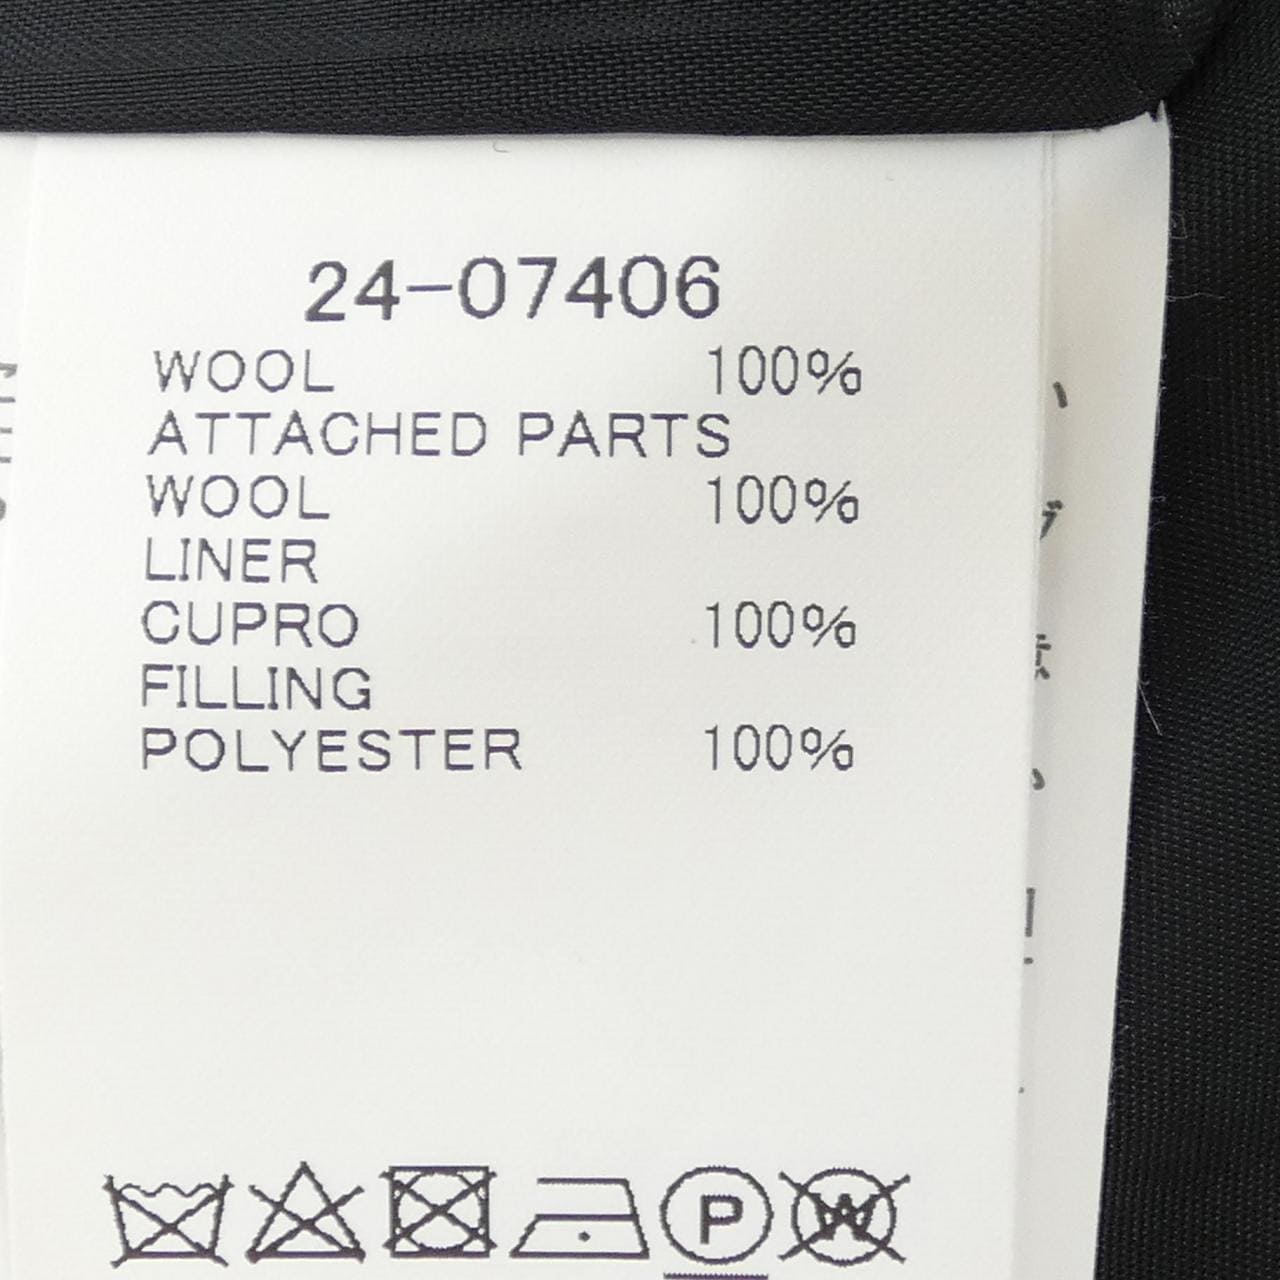 24-07406
WOOL 100%
ATTACHED PARTS
WOOL 100%
LINER
CUPRO 100%
FILLING
POLYESTER 100%
P W